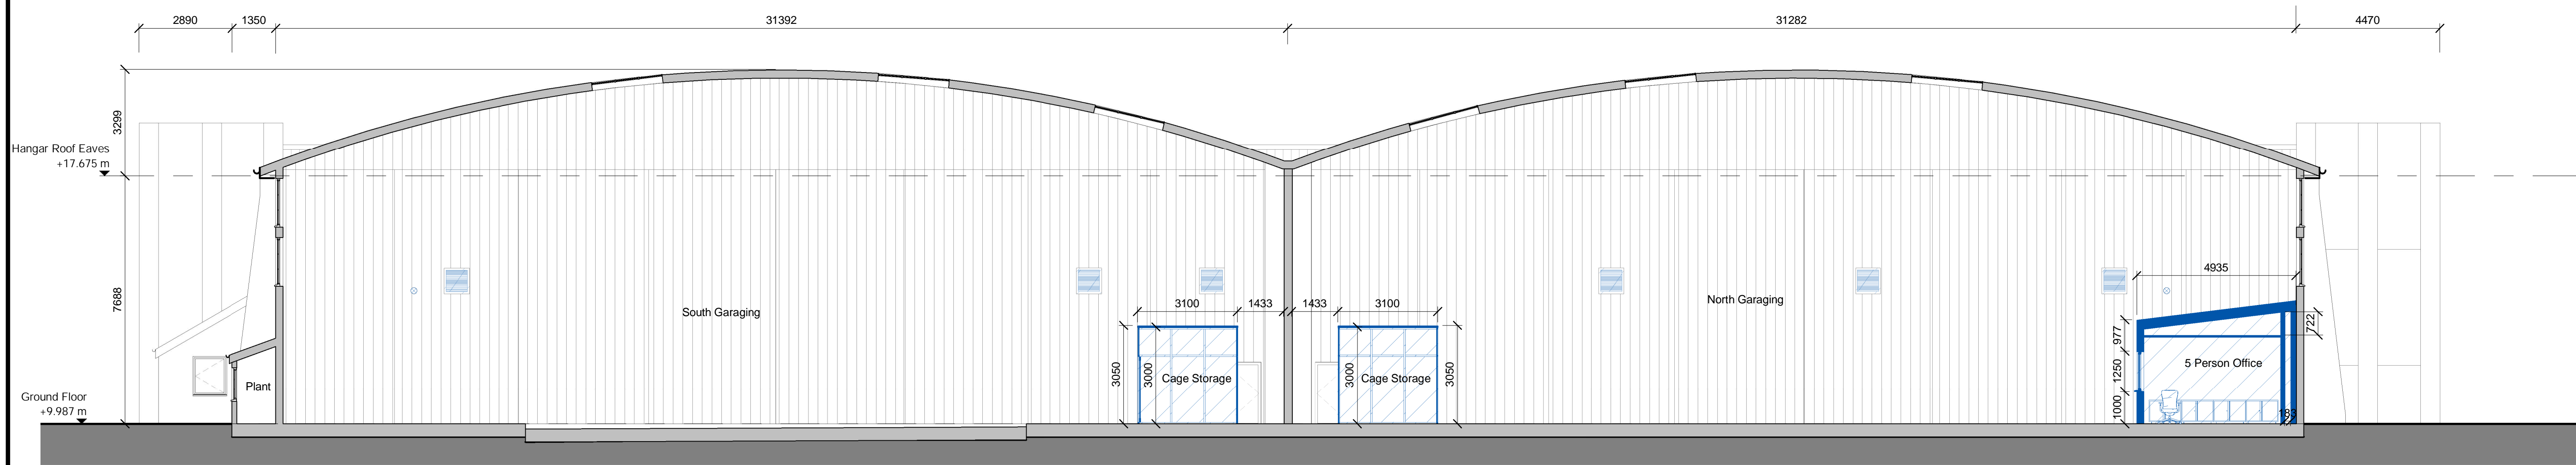 2890
1350
31392
31282
4470
3299
Hangar Roof Eaves
+17.675 m
7688
Ground Floor
+9.987 m
Plant
South Garaging
3100
1433
1433
3100
3050
3000
Cage Storage
3000
Cage Storage
3050
North Garaging
4935
977
1250
1000
722
5 Person Office
183